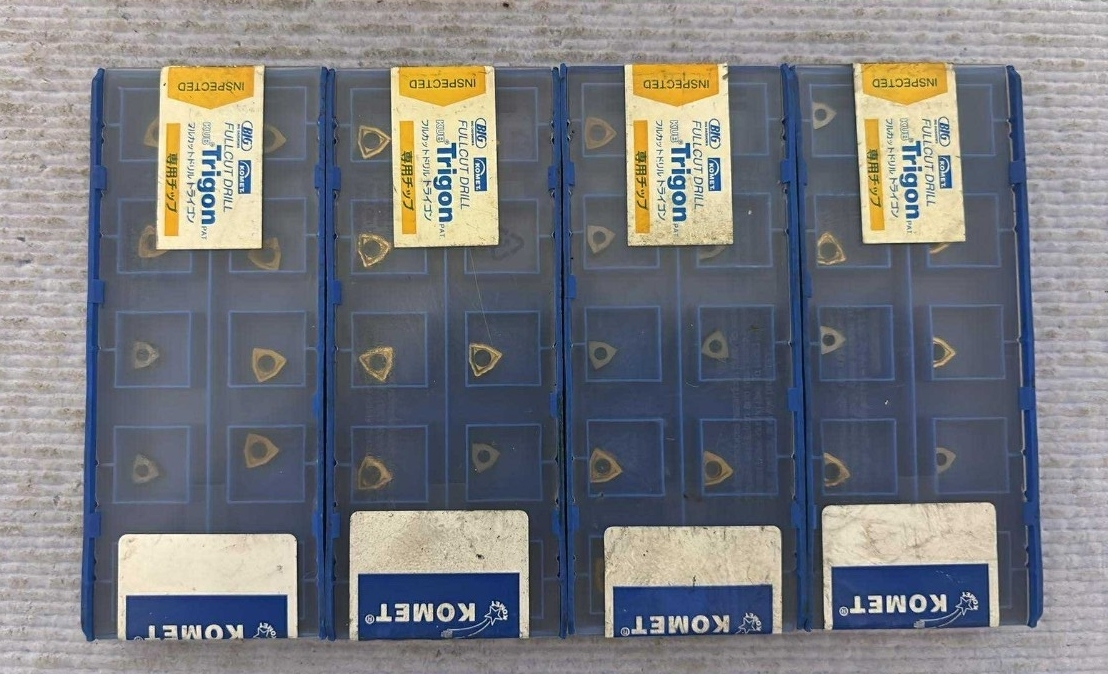 INSPECTED
BIG KOMET
FULLCUT DRILL
KUB® Trigon PAT
フルカットドリル トライゴン
専用チップ
INSPECTED
BIG KOMET
FULLCUT DRILL
KUB® Trigon PAT
フルカットドリル トライゴン
専用チップ
INSPECTED
BIG KOMET
FULLCUT DRILL
KUB® Trigon PAT
フルカットドリル トライゴン
専用チップ
INSPECTED
BIG KOMET
FULLCUT DRILL
KUB® Trigon PAT
フルカットドリル トライゴン
専用チップ
KOMET®
KOMET®
KOMET®
KOMET®